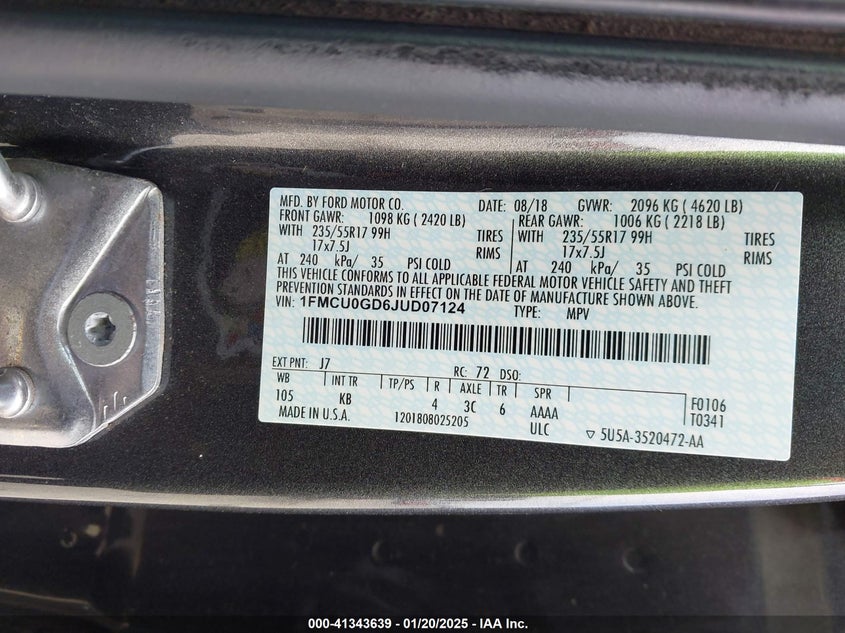 MFD. BY FORD MOTOR CO. DATE: 08/18 GVWR: 2096 KG ( 4620 LB)
FRONT GAWR: 1098 KG ( 2420 LB) REAR GAWR: 1006 KG ( 2218 LB)
WITH 235/55R17 99H TIRES WITH 235/55R17 99H TIRES
17x7.5J RIMS 17x7.5J RIMS
AT 240 kPa/ 35 PSI COLD AT 240 kPa/ 35 PSI COLD
THIS VEHICLE CONFORMS TO ALL APPLICABLE FEDERAL MOTOR VEHICLE SAFETY AND THEFT
PREVENTION STANDARDS IN EFFECT ON THE DATE OF MANUFACTURE SHOWN ABOVE.
VIN: 1FMCU0GD6JUD07124 TYPE: MPV
EXT PNT: J7 RC: 72 DSO:
WB INT TR TP/PS R AXLE TR SPR
105 KB 4 3C 6 AAAA F0106
ULC T0341
MADE IN U.S.A. 1201808025205 ▽ 5U5A-3520472-AA
000-41343639 - 01/20/2025 - IAA Inc.